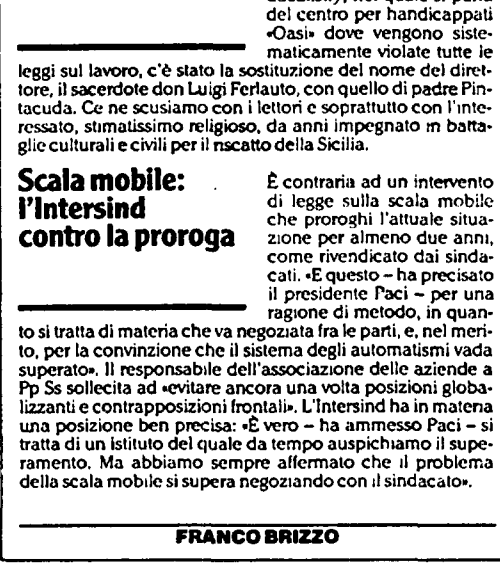 del centro per handicappati
«Oasi» dove vengono siste-
maticamente violate tutte le
leggi sul lavoro, c'è stato la sostituzione del nome del diret-
tore, il sacerdote don Luigi Ferlauto, con quello di padre Pin-
tacuda. Ce ne scusiamo con i lettori e soprattutto con l'inte-
ressato, stimatissimo religioso, da anni impegnato in batta-
glie culturali e civili per il riscatto della Sicilia.
Scala mobile:
l'Intersind
contro la proroga
È contraria ad un intervento
di legge sulla scala mobile
che proroghi l'attuale situa-
zione per almeno due anni,
come rivendicato dai sinda-
cati. «E questo – ha precisato
il presidente Paci – per una
ragione di metodo, in quan-
to si tratta di materia che va negoziata fra le parti, e, nel meri-
to, per la convinzione che il sistema degli automatismi vada
superato». Il responsabile dell'associazione delle aziende a
Pp Ss sollecita ad «evitare ancora una volta posizioni globa-
lizzanti e contrapposizioni frontali». L'Intersind ha in materia
una posizione ben precisa: «È vero – ha ammesso Paci – si
tratta di un istituto del quale da tempo auspichiamo il supe-
ramento. Ma abbiamo sempre affermato che il problema
della scala mobile si supera negoziando con il sindacato».
FRANCO BRIZZO